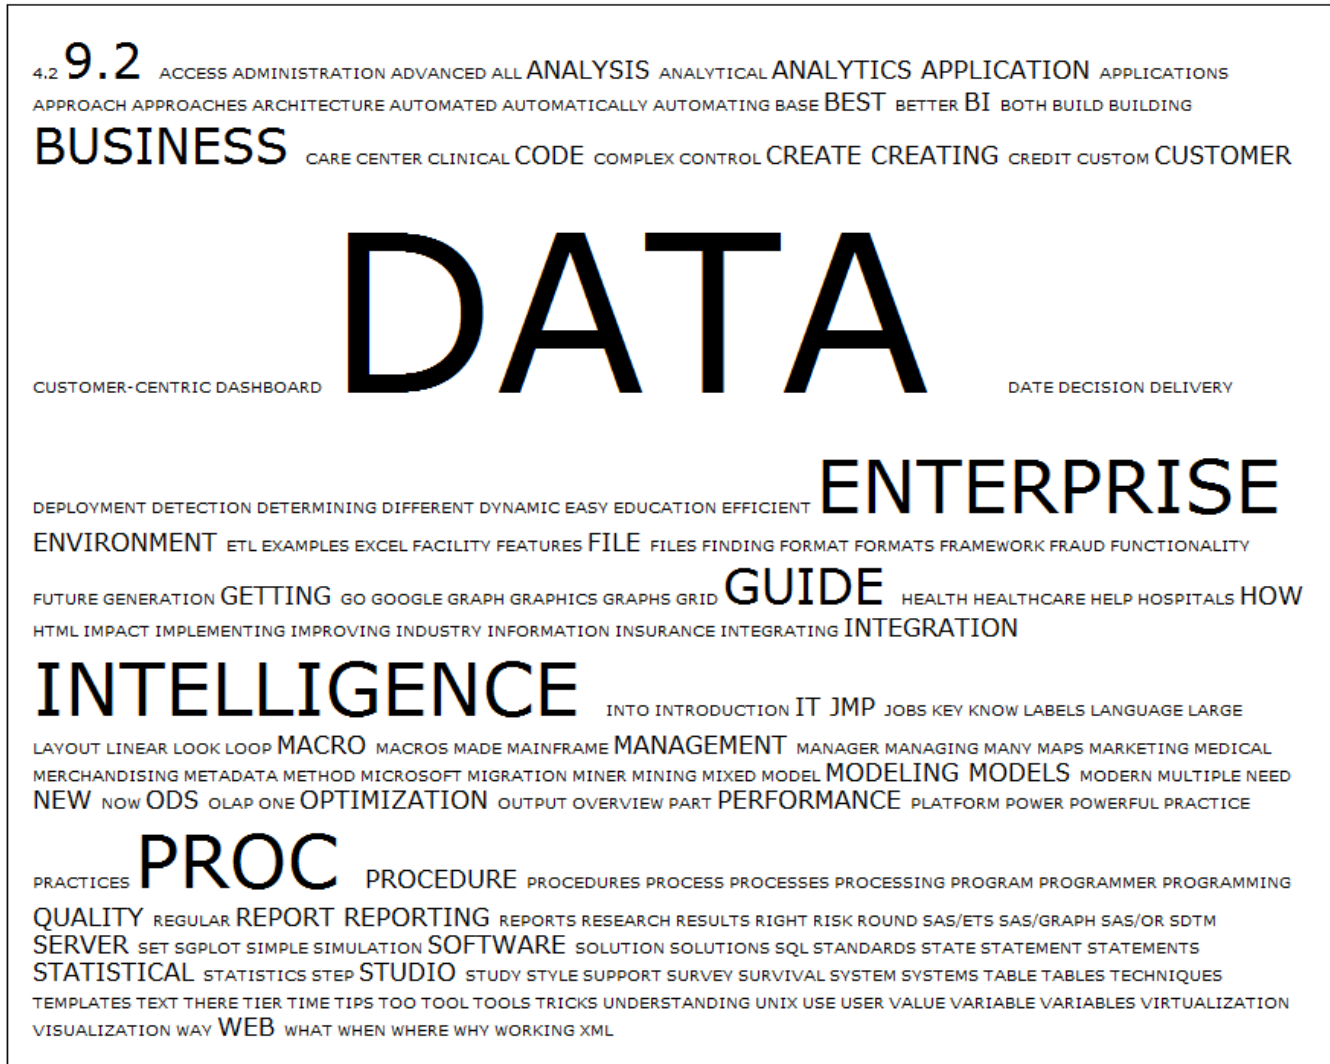 4.2 9.2 ACCESS ADMINISTRATION ADVANCED ALL ANALYSIS ANALYTICAL ANALYTICS APPLICATION APPLICATIONS
APPROACH APPROACHES ARCHITECTURE AUTOMATED AUTOMATICALLY AUTOMATING BASE BEST BETTER BI BOTH BUILD BUILDING
BUSINESS CARE CENTER CLINICAL CODE COMPLEX CONTROL CREATE CREATING CREDIT CUSTOM CUSTOMER
CUSTOMER-CENTRIC DASHBOARD DATA DATE DECISION DELIVERY
DEPLOYMENT DETECTION DETERMINING DIFFERENT DYNAMIC EASY EDUCATION EFFICIENT ENTERPRISE
ENVIRONMENT ETL EXAMPLES EXCEL FACILITY FEATURES FILE FILES FINDING FORMAT FORMATS FRAMEWORK FRAUD FUNCTIONALITY
FUTURE GENERATION GETTING GO GOOGLE GRAPH GRAPHICS GRAPHS GRID GUIDE HEALTH HEALTHCARE HELP HOSPITALS HOW
HTML IMPACT IMPLEMENTING IMPROVING INDUSTRY INFORMATION INSURANCE INTEGRATING INTEGRATION
INTELLIGENCE INTO INTRODUCTION IT JMP JOBS KEY KNOW LABELS LANGUAGE LARGE
LAYOUT LINEAR LOOK LOOP MACRO MACROS MADE MAINFRAME MANAGEMENT MANAGER MANAGING MANY MAPS MARKETING MEDICAL
MERCHANDISING METADATA METHOD MICROSOFT MIGRATION MINER MINING MIXED MODEL MODELING MODELS MODERN MULTIPLE NEED
NEW NOW ODS OLAP ONE OPTIMIZATION OUTPUT OVERVIEW PART PERFORMANCE PLATFORM POWER POWERFUL PRACTICE
PRACTICES PROC PROCEDURE PROCEDURES PROCESS PROCESSES PROCESSING PROGRAM PROGRAMMER PROGRAMMING
QUALITY REGULAR REPORT REPORTING REPORTS RESEARCH RESULTS RIGHT RISK ROUND SAS/ETS SAS/GRAPH SAS/OR SDTM
SERVER SET SGPLOT SIMPLE SIMULATION SOFTWARE SOLUTION SOLUTIONS SQL STANDARDS STATE STATEMENT STATEMENTS
STATISTICAL STATISTICS STEP STUDIO STUDY STYLE SUPPORT SURVEY SURVIVAL SYSTEM SYSTEMS TABLE TABLES TECHNIQUES
TEMPLATES TEXT THERE TIER TIME TIPS TOO TOOL TOOLS TRICKS UNDERSTANDING UNIX USE USER VALUE VARIABLE VARIABLES VIRTUALIZATION
VISUALIZATION WAY WEB WHAT WHEN WHERE WHY WORKING XML